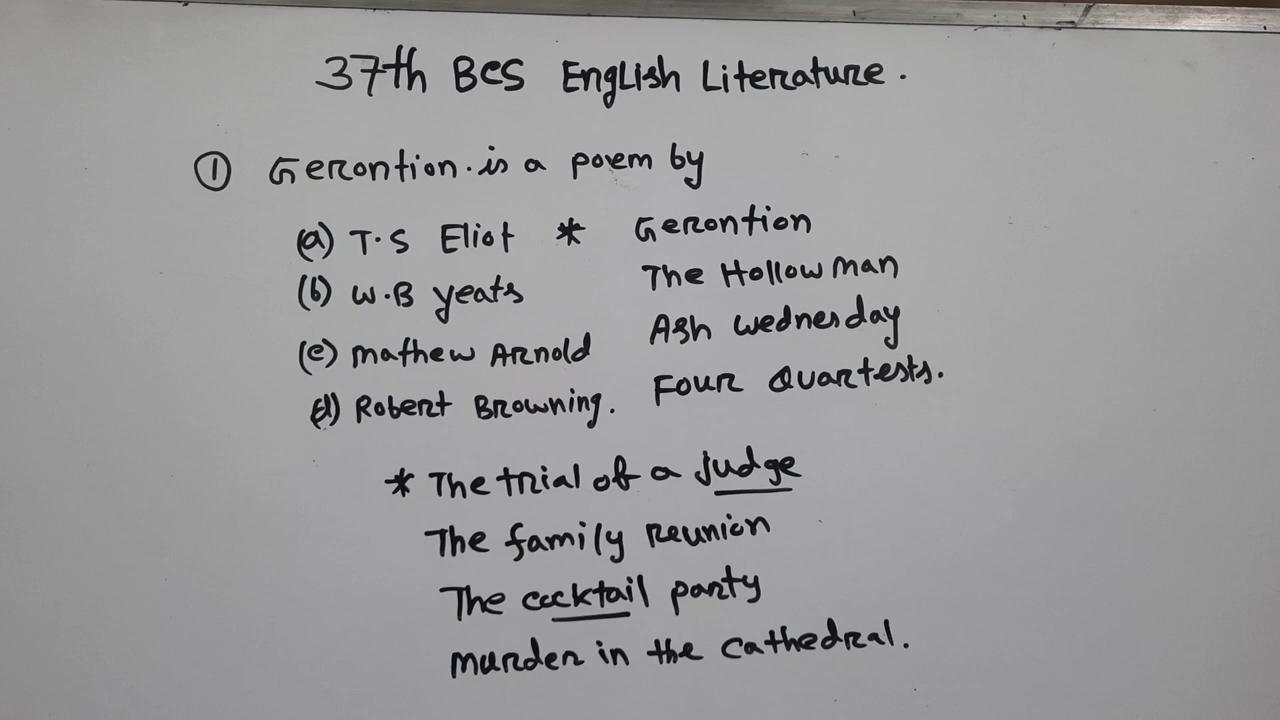 37th BCS English Literature.
① Gerontion. is a poem by
(a) T.S Eliot * Gerontion
(b) W.B yeats The Hollow man
(c) mathew Arnold Ash wednesday
(d) Robert Browning. Four Quartests.
* The trial of a judge
The family reunion
The cocktail party
murder in the cathedral.